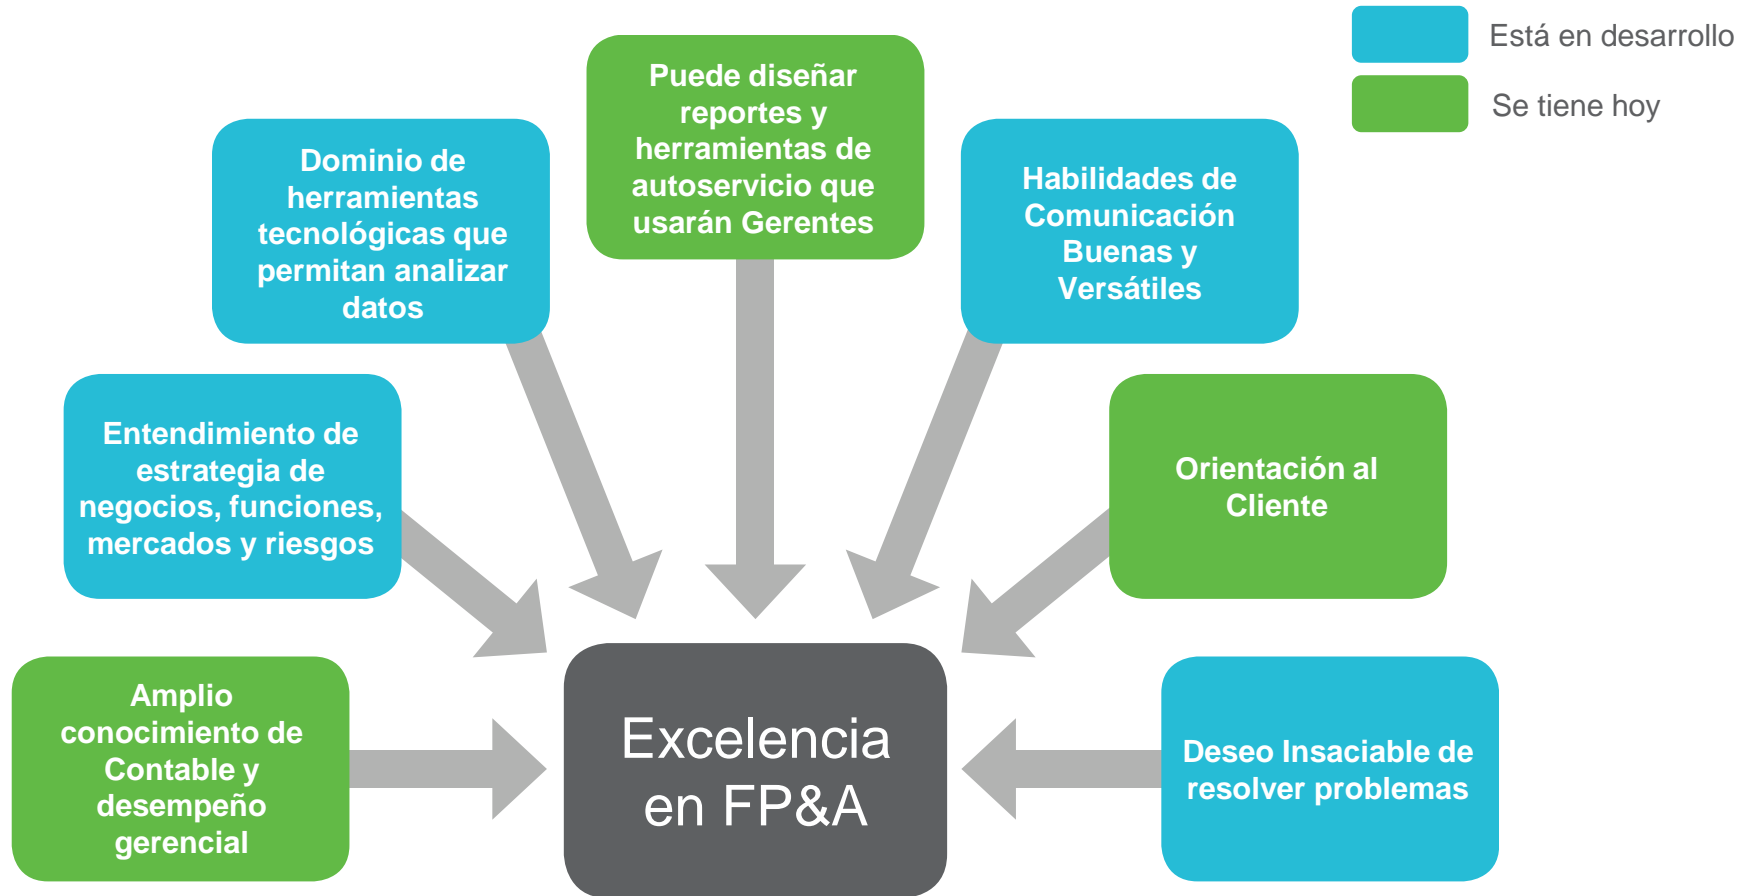 Está en desarrollo
Se tiene hoy
Puede diseñar
reportes y
herramientas de
autoservicio que
usarán Gerentes
Dominio de
herramientas
tecnológicas que
permitan analizar
datos
Habilidades de
Comunicación
Buenas y
Versátiles
Entendimiento de
estrategia de
negocios, funciones,
mercados y riesgos
Orientación al
Cliente
Amplio
conocimiento de
Contable y
desempeño
gerencial
Excelencia
en FP&A
Deseo Insaciable de
resolver problemas